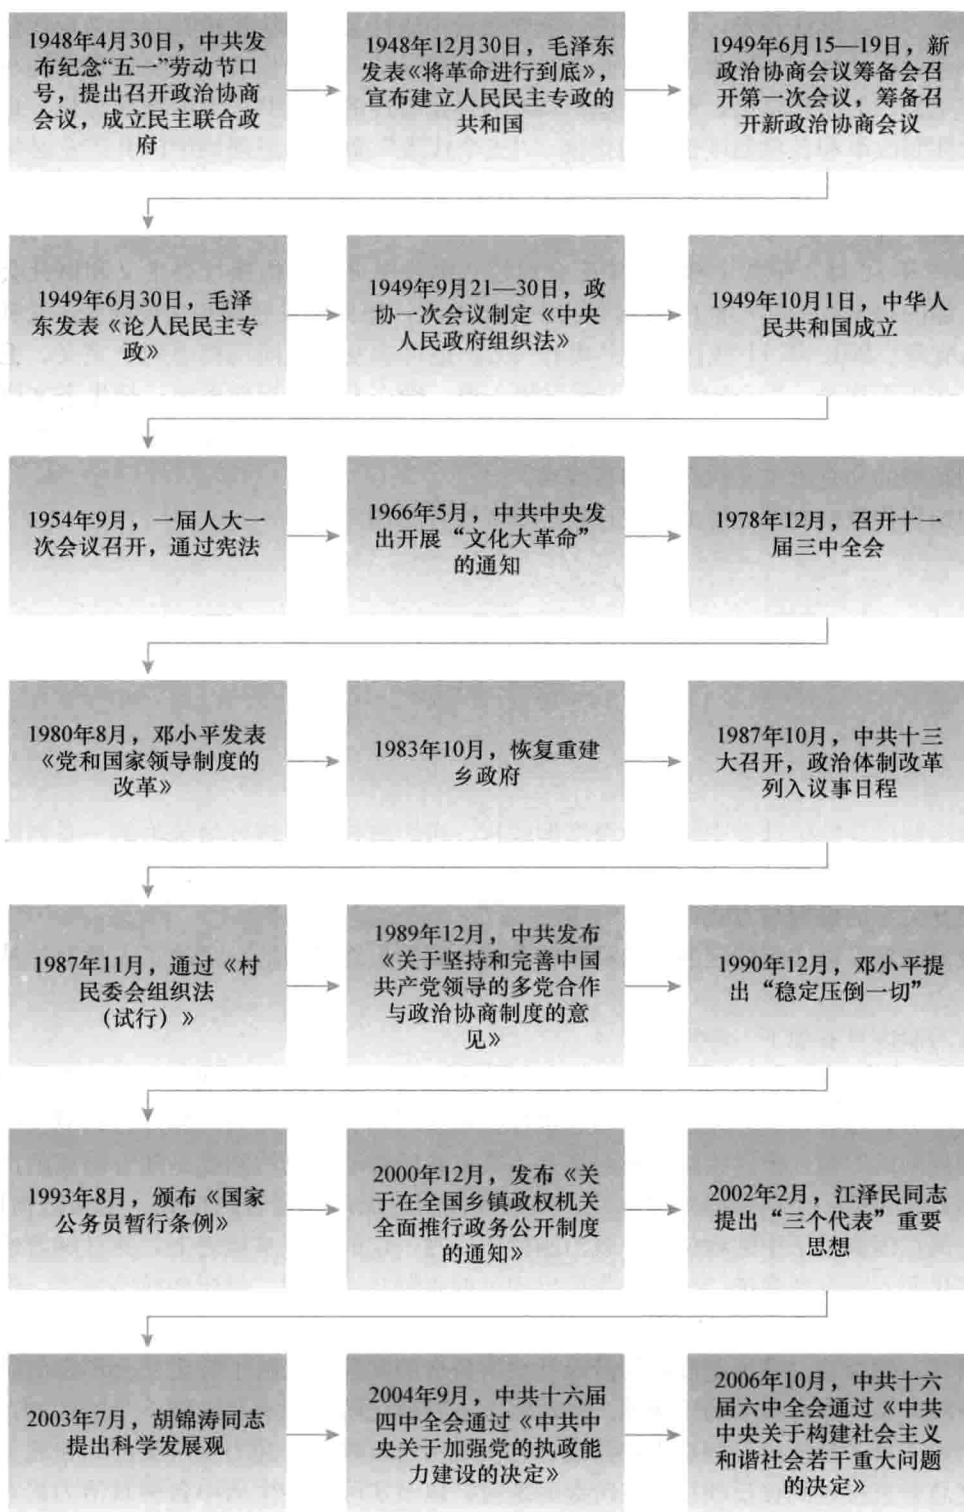 1948年4月30日，中共发
布纪念“五一”劳动节口
号，提出召开政治协商
会议，成立民主联合政
府
1948年12月30日，毛泽东
发表《将革命进行到底》，
宣布建立人民民主专政的
共和国
1949年6月15—19日，新
政治协商会议筹备会召
开第一次会议，筹备召
开新政治协商会议
1949年6月30日，毛泽
东发表《论人民民主专
政》
1949年9月21—30日，政
协一次会议制定《中央
人民政府组织法》
1949年10月1日，中华人
民共和国成立
1954年9月，一届人大一
次会议召开，通过宪法
1966年5月，中共中央发
出开展“文化大革命”
的通知
1978年12月，召开十一
届三中全会
1980年8月，邓小平发表
《党和国家领导制度的
改革》
1983年10月，恢复重建
乡政府
1987年10月，中共十三
大召开，政治体制改革
列入议事日程
1987年11月，通过《村
民委会组织法
（试行）》
1989年12月，中共发布
《关于坚持和完善中国
共产党领导的多党合作
与政治协商制度的意
见》
1990年12月，邓小平提
出“稳定压倒一切”
1993年8月，颁布《国家
公务员暂行条例》
2000年12月，发布《关
于在全国乡镇政权机关
全面推行政务公开制度
的通知》
2002年2月，江泽民同志
提出“三个代表”重要
思想
2003年7月，胡锦涛同志
提出科学发展观
2004年9月，中共十六届
四中全会通过《中共中
央关于加强党的执政能
力建设的决定》
2006年10月，中共十六
届六中全会通过《中共
中央关于构建社会主义
和谐社会若干重大问题
的决定》